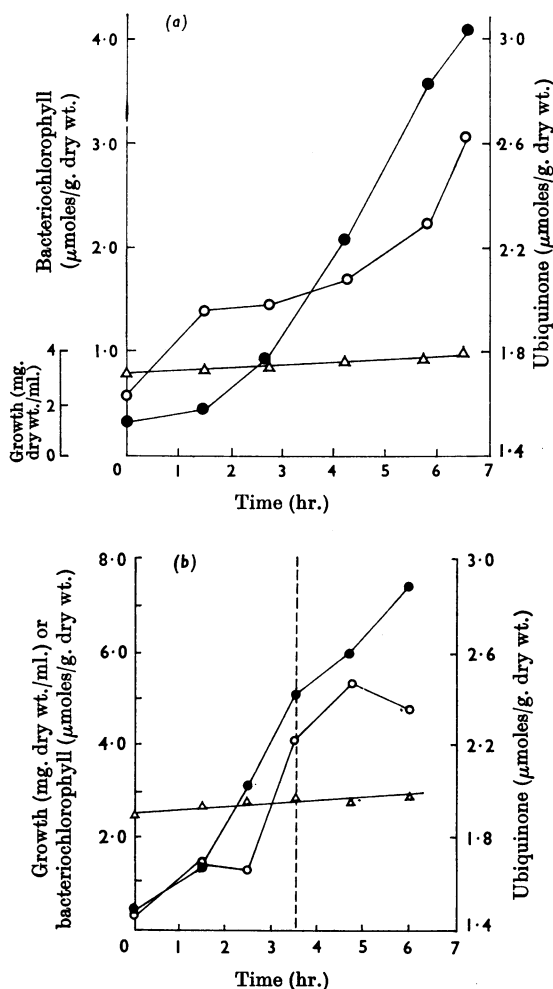 (a)
4·0
3·0
2·0
1·0
Bacteriochlorophyll
(μmoles/g. dry wt.)
4
2
0
Growth (mg.
dry wt./ml.)
3·0
2·6
2·2
1·8
1·4
Ubiquinone (μmoles/g. dry wt.)
0 1 2 3 4 5 6 7
Time (hr.)
(b)
8·0
6·0
4·0
2·0
Growth (mg. dry wt./ml.) or
bacteriochlorophyll (μmoles/g. dry wt.)
3·0
2·6
2·2
1·8
1·4
Ubiquinone (μmoles/g. dry wt.)
0 1 2 3 4 5 6 7
Time (hr.)